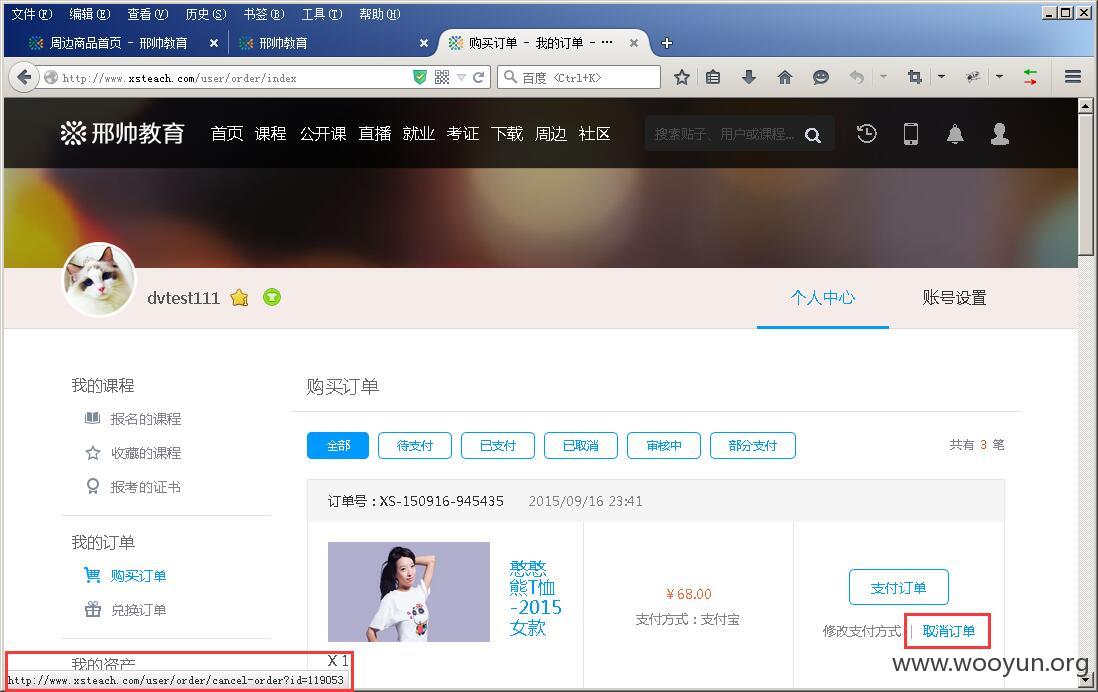 文件(F) 编辑(E) 查看(V) 历史(S) 书签(B) 工具(T) 帮助(H)
周边商品首页 - 邢帅教育 × 邢帅教育 × 购买订单 - 我的订单 - … × +
http://www.xsteach.com/user/order/index 百度 <Ctrl+K>
邢帅教育 首页 课程 公开课 直播 就业 考证 下载 周边 社区 搜索贴子、用户或课程...
dvtest111 个人中心 账号设置
我的课程
报名的课程
收藏的课程
报考的证书
我的订单
购买订单
兑换订单
我的资产
购买订单
全部 待支付 已支付 已取消 审核中 部分支付 共有 3 笔
订单号：XS-150916-945435 2015/09/16 23:41
憨憨
熊T恤
-2015
女款
X 1
￥68.00
支付方式：支付宝
支付订单
修改支付方式 | 取消订单
http://www.xsteach.com/user/order/cancel-order?id=119053
www.wooyun.org